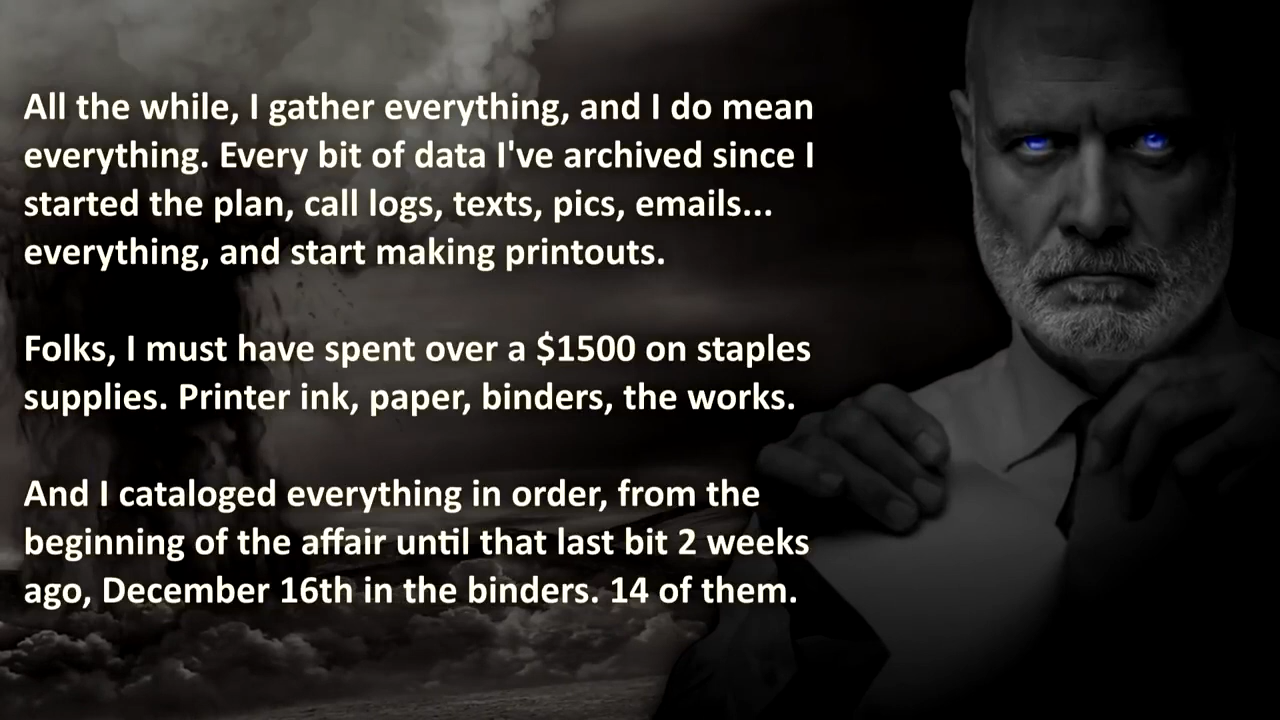 All the while, I gather everything, and I do mean
everything. Every bit of data I've archived since I
started the plan, call logs, texts, pics, emails...
everything, and start making printouts.
Folks, I must have spent over a $1500 on staples
supplies. Printer ink, paper, binders, the works.
And I cataloged everything in order, from the
beginning of the affair until that last bit 2 weeks
ago, December 16th in the binders. 14 of them.